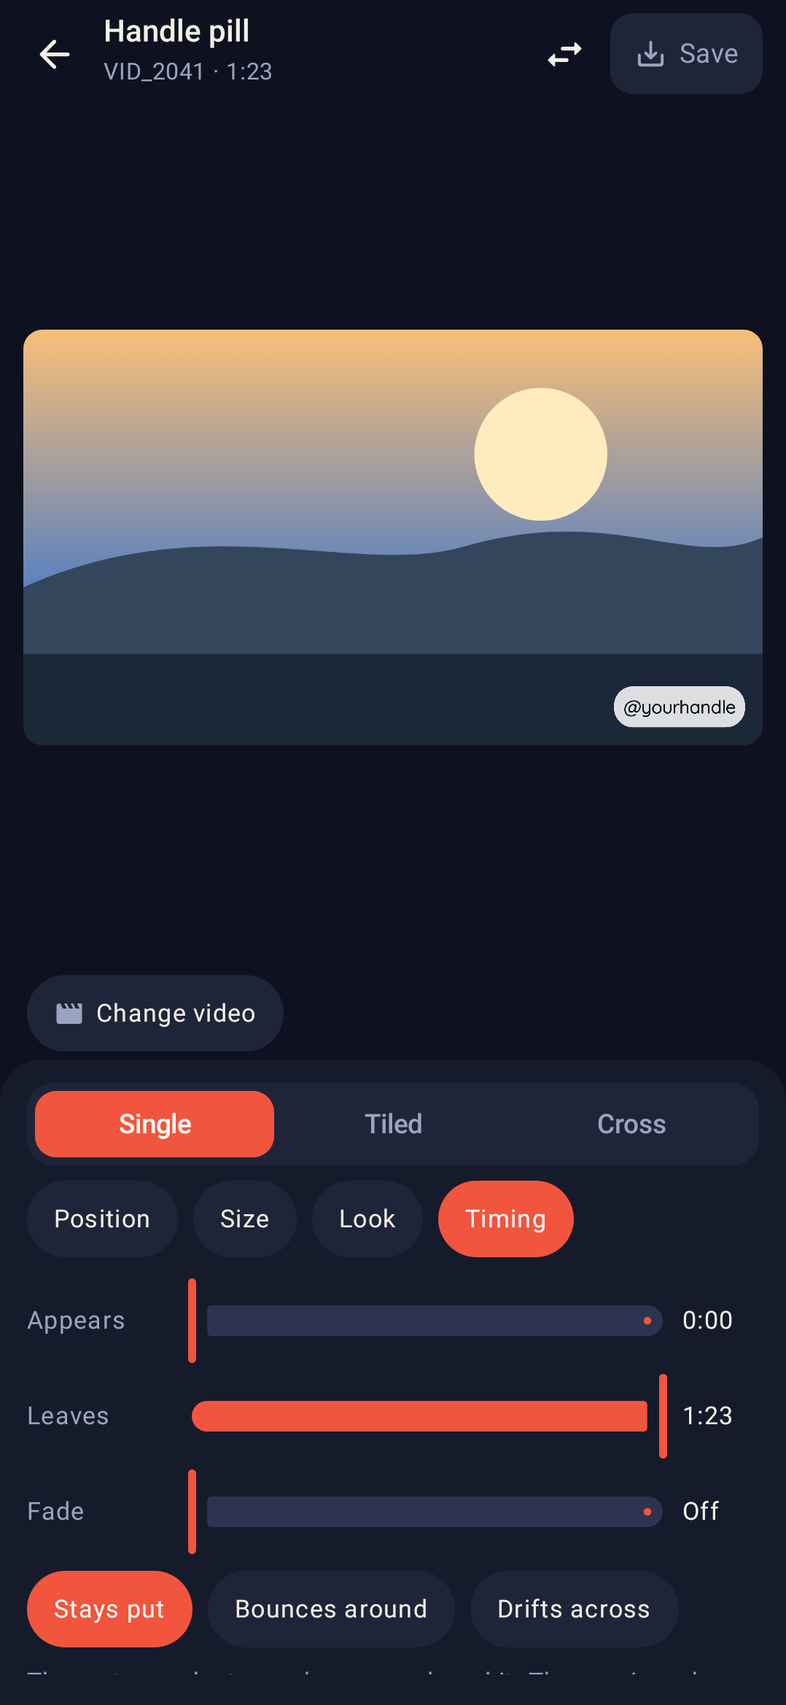 Handle pill
VID_2041 · 1:23
Save
@yourhandle
Change video
Single
Tiled
Cross
Position
Size
Look
Timing
Appears
0:00
Leaves
1:23
Fade
Off
Stays put
Bounces around
Drifts across